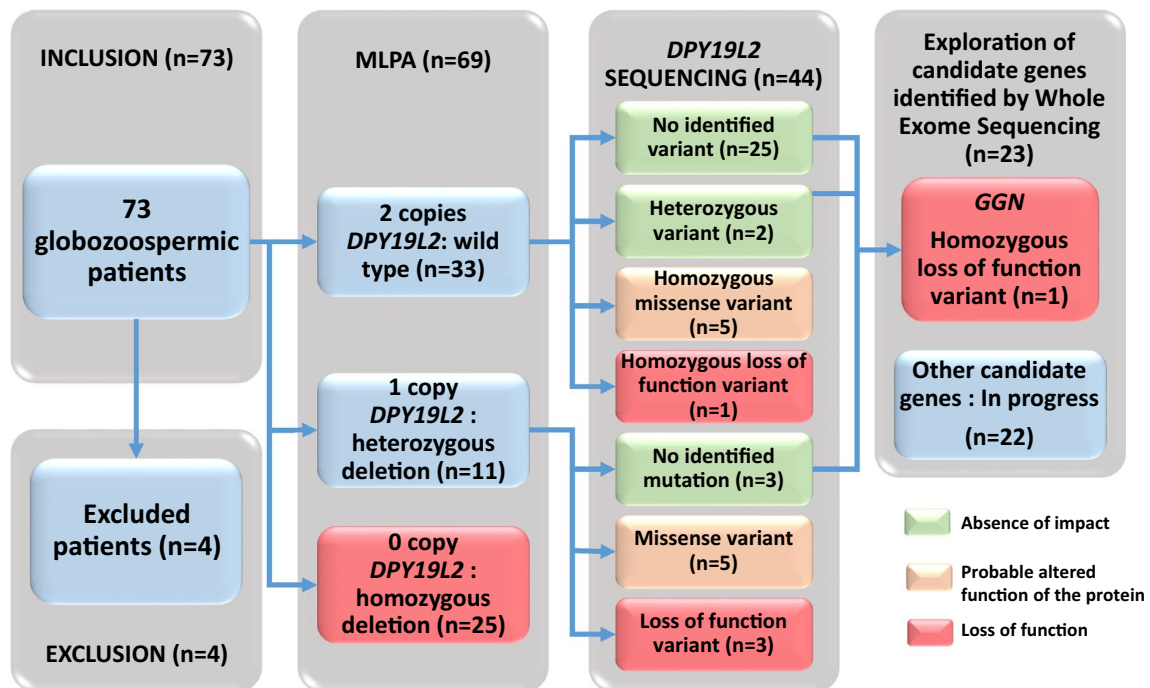 INCLUSION (n=73)
73
globozoospermic
patients
Excluded
patients (n=4)
EXCLUSION (n=4)
MLPA (n=69)
2 copies
DPY19L2: wild
type (n=33)
1 copy
DPY19L2 :
heterozygous
deletion (n=11)
0 copy
DPY19L2 :
homozygous
deletion (n=25)
DPY19L2
SEQUENCING (n=44)
No identified
variant (n=25)
Heterozygous
variant (n=2)
Homozygous
missense variant
(n=5)
Homozygous loss of
function variant
(n=1)
No identified
mutation (n=3)
Missense variant
(n=5)
Loss of function
variant (n=3)
Exploration of
candidate genes
identified by Whole
Exome Sequencing
(n=23)
GGN
Homozygous
loss of function
variant (n=1)
Other candidate
genes : In progress
(n=22)
Absence of impact
Probable altered
function of the protein
Loss of function